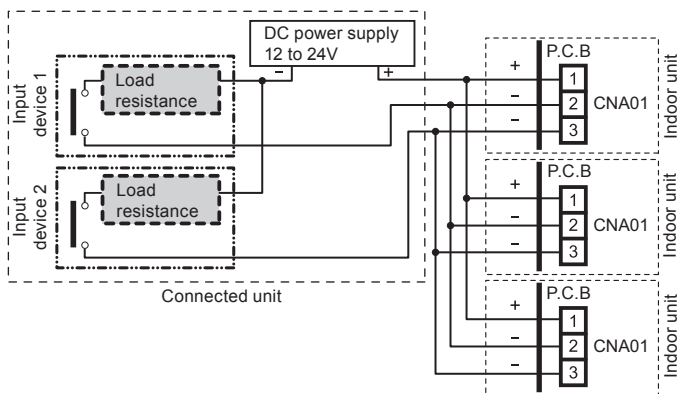 DC power supply
12 to 24V
−
+
Input
device 1
Load
resistance
Input
device 2
Load
resistance
Connected unit
P.C.B
+
−
−
1
2
3
CNA01
Indoor unit
P.C.B
+
−
−
1
2
3
CNA01
Indoor unit
P.C.B
+
−
−
1
2
3
CNA01
Indoor unit